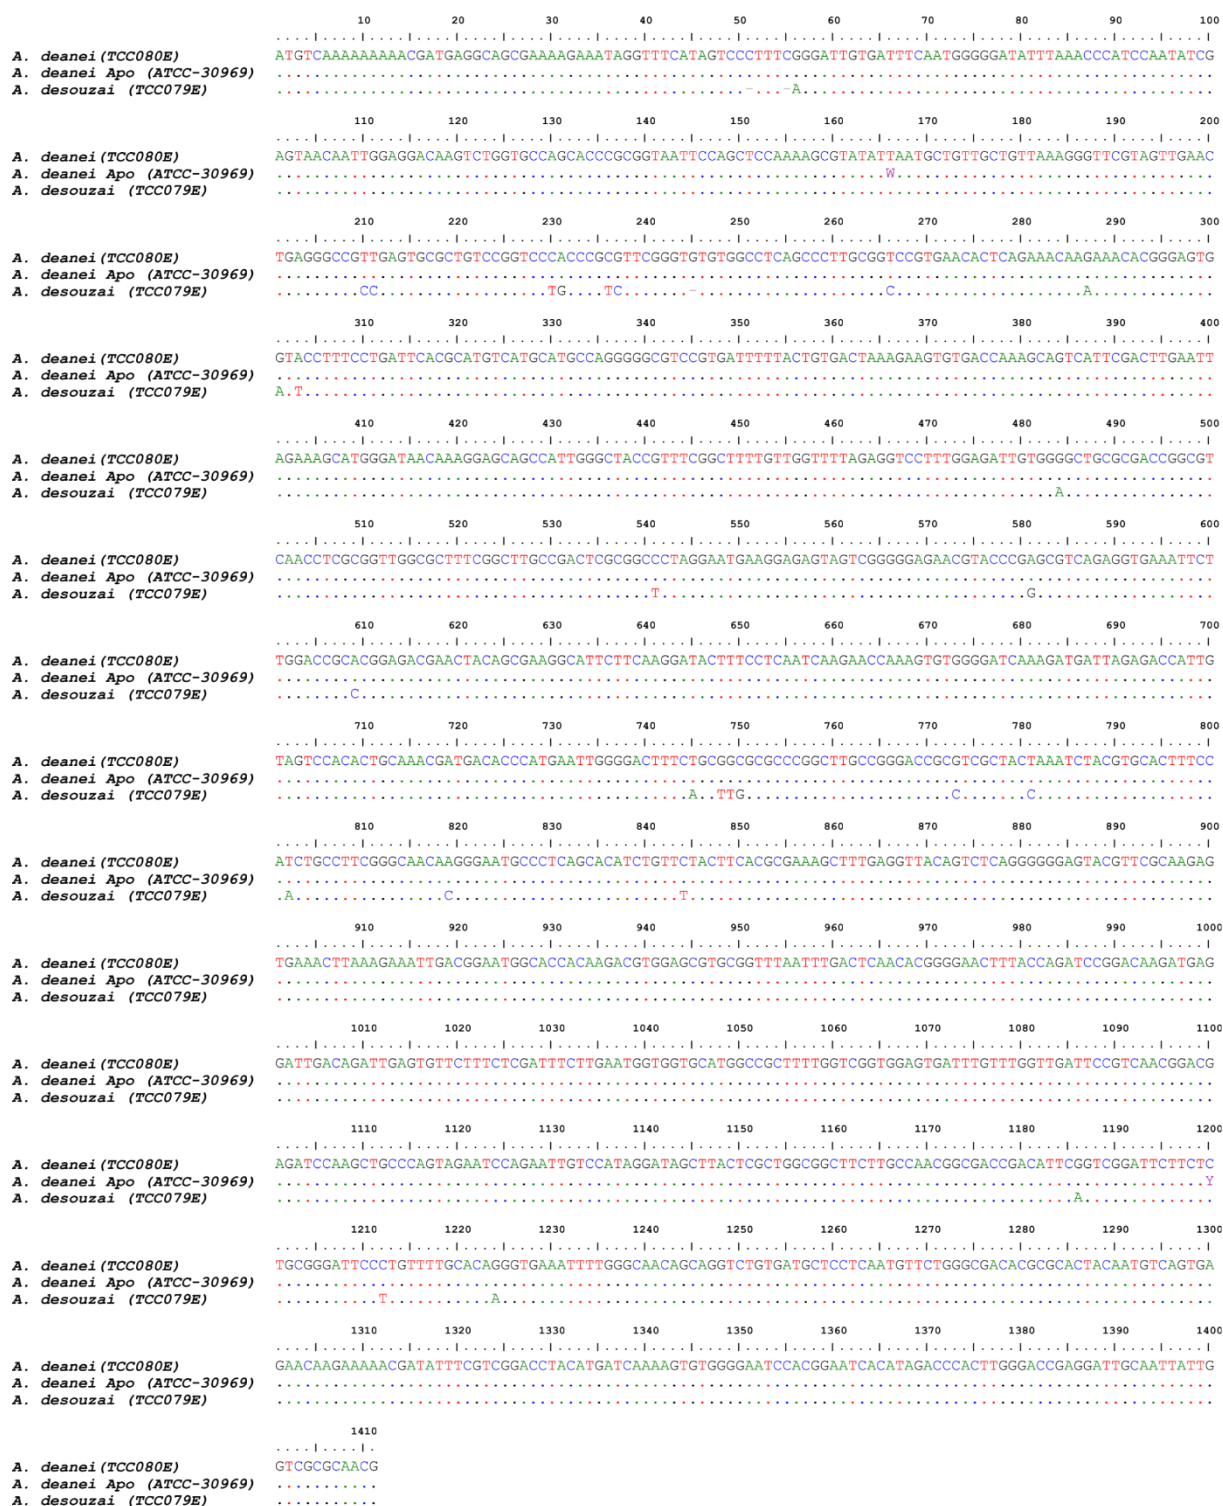 10 20 30 40 50 60 70 80 90 100
....|....|....|....|....|....|....|....|....|....|....|....|....|....|....|....|....|....|....|....|
A. deanei(TCC080E) ATGTCAAAAAAAAAACGATGAGGCAGCGAAAAGAAATAGGTTTCATAGTCCCTTTCGGGATTGTGATTTCAATGGGGGATATTTAAACCCATCCAATATCG
A. deanei Apo (ATCC-30969) ....................................................................................................
A. desouzai (TCC079E) ..................................................-...-A............................................
110 120 130 140 150 160 170 180 190 200
....|....|....|....|....|....|....|....|....|....|....|....|....|....|....|....|....|....|....|....|
A. deanei(TCC080E) AGTAACAATTGGAGGACAAGTCTGGTGCCAGCACCCGCGGTAATTCCAGCTCCAAAAGCGTATATTAATGCTGTTGCTGTTAAAGGGTTCGTAGTTGAAC
A. deanei Apo (ATCC-30969) .................................................................W..................................
A. desouzai (TCC079E) ....................................................................................................
210 220 230 240 250 260 270 280 290 300
....|....|....|....|....|....|....|....|....|....|....|....|....|....|....|....|....|....|....|....|
A. deanei(TCC080E) TGAGGGCCGTTGAGTGCGCTGTCCGGTCCCACCCGCGTTCGGGTGTGTGGCCTCAGCCCTTGCGGTCCGTGAACACTCAGAAACAAGAAACACGGGAGTG
A. deanei Apo (ATCC-30969) ....................................................................................................
A. desouzai (TCC079E) .........CC..................TG....TC.......-....................C....................A.............
310 320 330 340 350 360 370 380 390 400
....|....|....|....|....|....|....|....|....|....|....|....|....|....|....|....|....|....|....|....|
A. deanei(TCC080E) GTACCTTTCCTGATTCACGCATGTCATGCATGCCAGGGGGCGTCCGTGATTTTTACTGTGACTAAAGAAGTGTGACCAAAGCAGTCATTCGACTTGAATT
A. deanei Apo (ATCC-30969) ....................................................................................................
A. desouzai (TCC079E) A.T.................................................................................................
410 420 430 440 450 460 470 480 490 500
....|....|....|....|....|....|....|....|....|....|....|....|....|....|....|....|....|....|....|....|
A. deanei(TCC080E) AGAAAGCATGGGATAACAAAGGAGCAGCCATTGGGCTACCGTTTCGGCTTTTGTTGGTTTTAGAGGTCCTTTGGAGATTGTGGGGCTGCGCGACCGGCGT
A. deanei Apo (ATCC-30969) ....................................................................................................
A. desouzai (TCC079E) ...................................................................................A................
510 520 530 540 550 560 570 580 590 600
....|....|....|....|....|....|....|....|....|....|....|....|....|....|....|....|....|....|....|....|
A. deanei(TCC080E) CAACCTCGCGGTTGGCGCTTTCGGCTTGCCGACTCGCGGCCCTAGGAATGAAGGAGAGTAGTCGGGGGAGAACGTACCCGAGCGTCAGAGGTGAAATTCT
A. deanei Apo (ATCC-30969) ....................................................................................................
A. desouzai (TCC079E) ........................................T.......................................G...................
610 620 630 640 650 660 670 680 690 700
....|....|....|....|....|....|....|....|....|....|....|....|....|....|....|....|....|....|....|....|
A. deanei(TCC080E) TGGACCGCACGGAGACGAACTACAGCGAAGGCATTCTTCAAGGATACTTTCCTCAATCAAGAACCAAAGTGTGGGGATCAAAGATGATTAGAGACCATTG
A. deanei Apo (ATCC-30969) ....................................................................................................
A. desouzai (TCC079E) ........C...........................................................................................
710 720 730 740 750 760 770 780 790 800
....|....|....|....|....|....|....|....|....|....|....|....|....|....|....|....|....|....|....|....|
A. deanei(TCC080E) TAGTCCACACTGCAAACGATGACACCCATGAATTGGGGACTTTCTGCGGCGCGCCCGGCTTGCCGGGACCGCGTCGCTACTAAATCTACGTGCACTTTCC
A. deanei Apo (ATCC-30969) ....................................................................................................
A. desouzai (TCC079E) ............................................A..TTG......................C.......C...................
810 820 830 840 850 860 870 880 890 900
....|....|....|....|....|....|....|....|....|....|....|....|....|....|....|....|....|....|....|....|
A. deanei(TCC080E) ATCTGCCTTCGGGCAACAAGGGAATGCCCTCAGCACATCTGTTCTACTTCACGCGAAAGCTTTGAGGTTACAGTCTCAGGGGGGAGTACGTTCGCAAGAG
A. deanei Apo (ATCC-30969) ....................................................................................................
A. desouzai (TCC079E) .A................C........................T........................................................
910 920 930 940 950 960 970 980 990 1000
....|....|....|....|....|....|....|....|....|....|....|....|....|....|....|....|....|....|....|....|
A. deanei(TCC080E) TGAAACTTAAAGAAATTGACGGAATGGCACCACAAGACGTGGAGCGTGCGGTTTAATTTGACTCAACACGGGGAACTTTACCAGATCCGGACAAGATGAG
A. deanei Apo (ATCC-30969) ....................................................................................................
A. desouzai (TCC079E) ....................................................................................................
1010 1020 1030 1040 1050 1060 1070 1080 1090 1100
....|....|....|....|....|....|....|....|....|....|....|....|....|....|....|....|....|....|....|....|
A. deanei(TCC080E) GATTGACAGATTGAGTGTTCTTTCTCGATTTCTTGAATGGTGGTGCATGGCCGCTTTTGGTCGGTGGAGTGATTTGTTTGGTTGATTCCGTCAACGGACG
A. deanei Apo (ATCC-30969) ....................................................................................................
A. desouzai (TCC079E) ....................................................................................................
1110 1120 1130 1140 1150 1160 1170 1180 1190 1200
....|....|....|....|....|....|....|....|....|....|....|....|....|....|....|....|....|....|....|....|
A. deanei(TCC080E) AGATCCAAGCTGCCCAGTAGAATCCAGAATTGTCCATAGGATAGCTTACTCGCTGGCGGCTTCTTGCCAACGGCGACCGACATTCGGTCGGATTCTTCTC
A. deanei Apo (ATCC-30969) ...................................................................................................Y
A. desouzai (TCC079E) .....................................................................................A..............
1210 1220 1230 1240 1250 1260 1270 1280 1290 1300
....|....|....|....|....|....|....|....|....|....|....|....|....|....|....|....|....|....|....|....|
A. deanei(TCC080E) TGCGGGATTCCCTGTTTTGCACAGGGTGAAATTTTGGGCAACAGCAGGTCTGTGATGCTCCTCAATGTTCTGGGCGACACGCGCACTACAATGTCAGTGA
A. deanei Apo (ATCC-30969) ....................................................................................................
A. desouzai (TCC079E) ...........T...........A............................................................................
1310 1320 1330 1340 1350 1360 1370 1380 1390 1400
....|....|....|....|....|....|....|....|....|....|....|....|....|....|....|....|....|....|....|....|
A. deanei(TCC080E) GAACAAGAAAAACGATATTTCGTCGGACCTACATGATCAAAAGTGTGGGGAATCCACGGAATCACATAGACCCACTTGGGACCGAGGATTGCAATTATTG
A. deanei Apo (ATCC-30969) ....................................................................................................
A. desouzai (TCC079E) ....................................................................................................
1410
....|....|.
A. deanei(TCC080E) GTCGCGCAACG
A. deanei Apo (ATCC-30969) ...........
A. desouzai (TCC079E) ...........